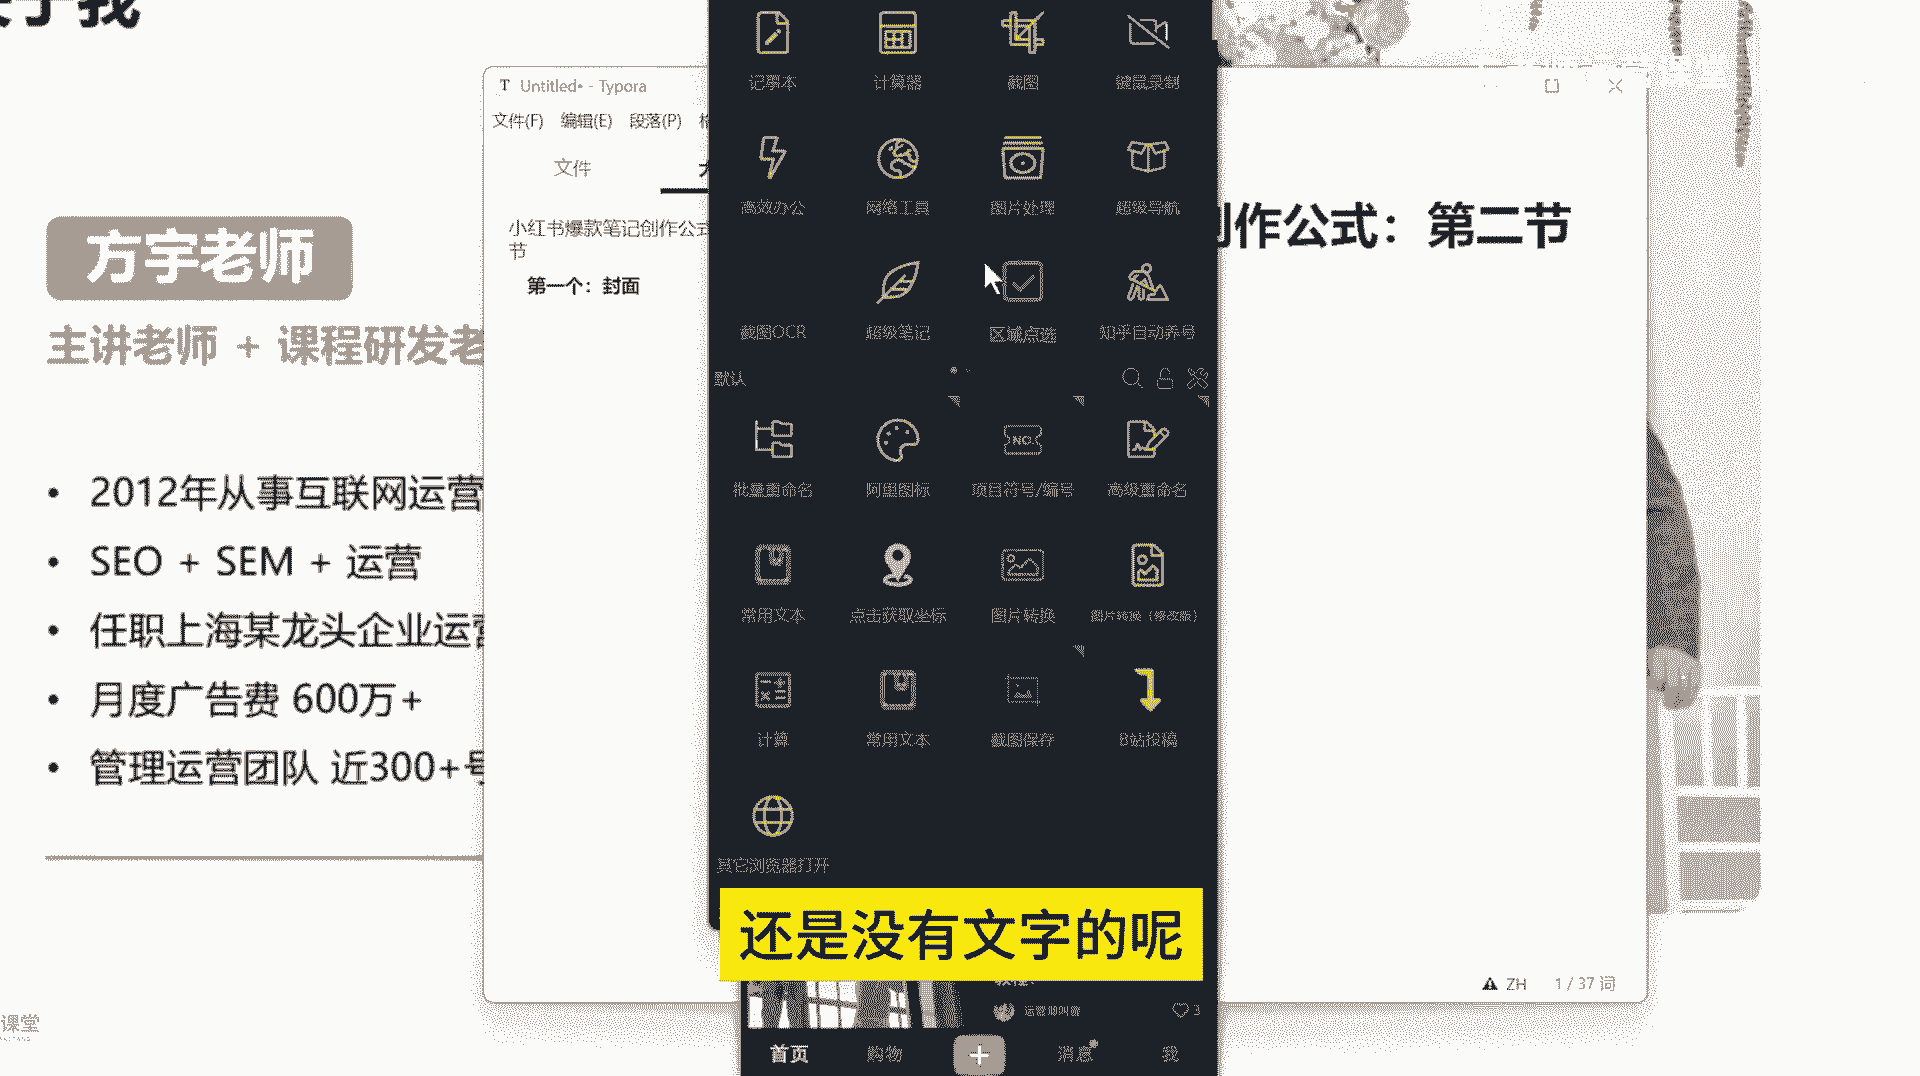 关于我
方宇老师
主讲老师 + 课程研发老
2012年从事互联网运营
SEO + SEM + 运营
任职上海某龙头企业运营
月度广告费 600万+
管理运营团队 近300+号
课堂
Untitled• - Typora
文件(F) 编辑(E) 段落(P) 格
文件
小红书爆款笔记创作公式
节
第一个：封面
创作公式：第二节
ZH 1 / 37 词
记事本 计算器 截图 键鼠录制
高效办公 网络工具 图片处理 超级导航
截图OCR 超级笔记 区域点选 知乎自动养号
默认
NO.
批量重命名 阿里图标 项目符号/编号 高级重命名
常用文本 点击获取坐标 图片转换 图片转换（修改版）
计算 常用文本 截图保存 B站投稿
其它浏览器打开
还是没有文字的呢
3
首页 购物 消息 我